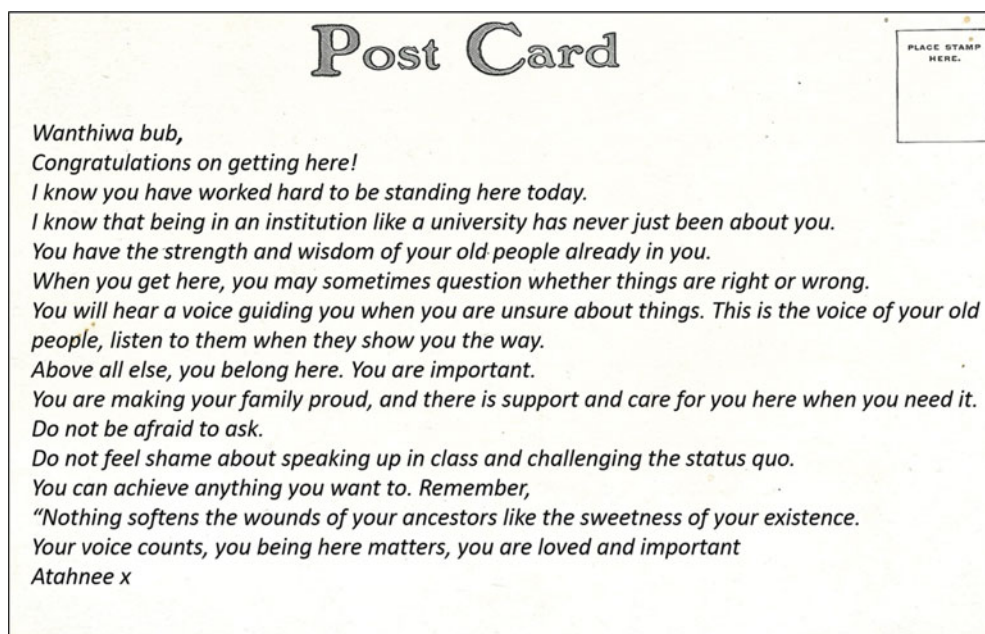 Post Card
PLACE STAMP
HERE.
Wanthiwa bub,
Congratulations on getting here!
I know you have worked hard to be standing here today.
I know that being in an institution like a university has never just been about you.
You have the strength and wisdom of your old people already in you.
When you get here, you may sometimes question whether things are right or wrong.
You will hear a voice guiding you when you are unsure about things. This is the voice of your old
people, listen to them when they show you the way.
Above all else, you belong here. You are important.
You are making your family proud, and there is support and care for you here when you need it.
Do not be afraid to ask.
Do not feel shame about speaking up in class and challenging the status quo.
You can achieve anything you want to. Remember,
“Nothing softens the wounds of your ancestors like the sweetness of your existence.
Your voice counts, you being here matters, you are loved and important
Atahnee x